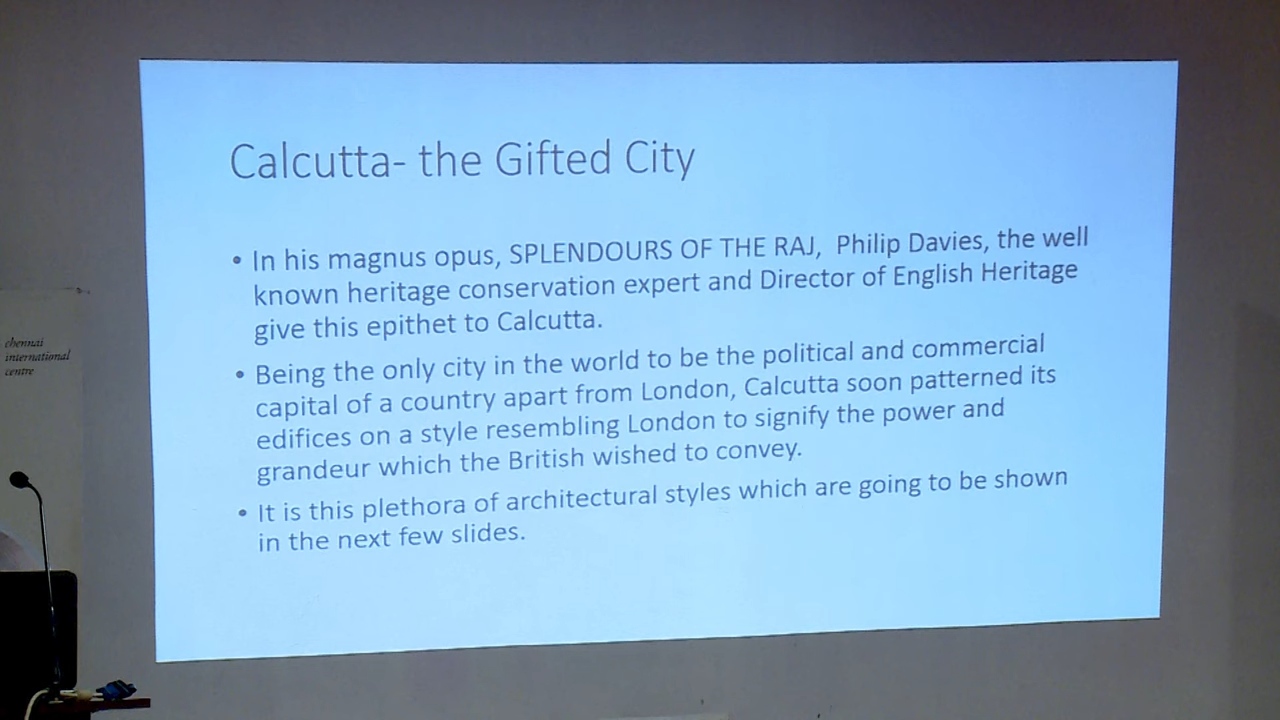 Calcutta- the Gifted City
• In his magnus opus, SPLENDOURS OF THE RAJ, Philip Davies, the well
known heritage conservation expert and Director of English Heritage
give this epithet to Calcutta.
• Being the only city in the world to be the political and commercial
capital of a country apart from London, Calcutta soon patterned its
edifices on a style resembling London to signify the power and
grandeur which the British wished to convey.
• It is this plethora of architectural styles which are going to be shown
in the next few slides.
chennai
international
centre